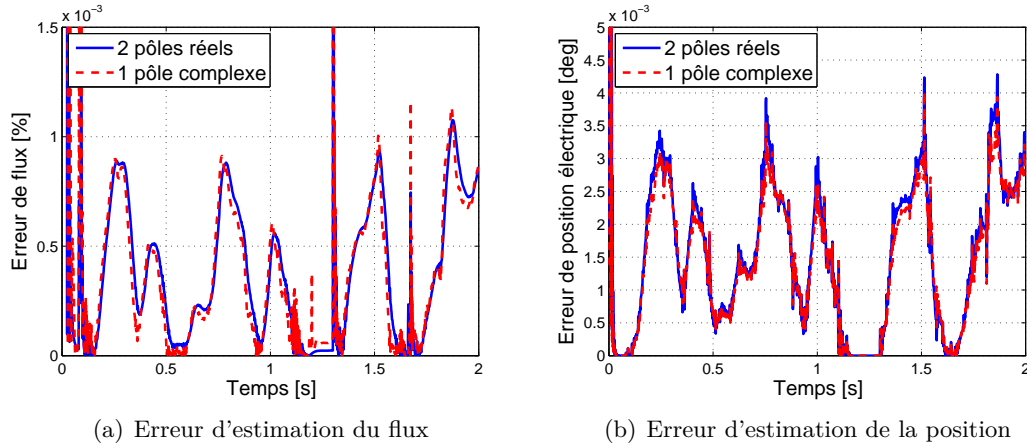 x 10⁻³
1.5
1
0.5
0
Erreur de flux [%]
2 pôles réels
1 pôle complexe
0 0.5 1 1.5 2
Temps [s]
(a) Erreur d'estimation du flux
x 10⁻³
5
4.5
4
3.5
3
2.5
2
1.5
1
0.5
0
Erreur de position électrique [deg]
2 pôles réels
1 pôle complexe
0 0.5 1 1.5 2
Temps [s]
(b) Erreur d'estimation de la position